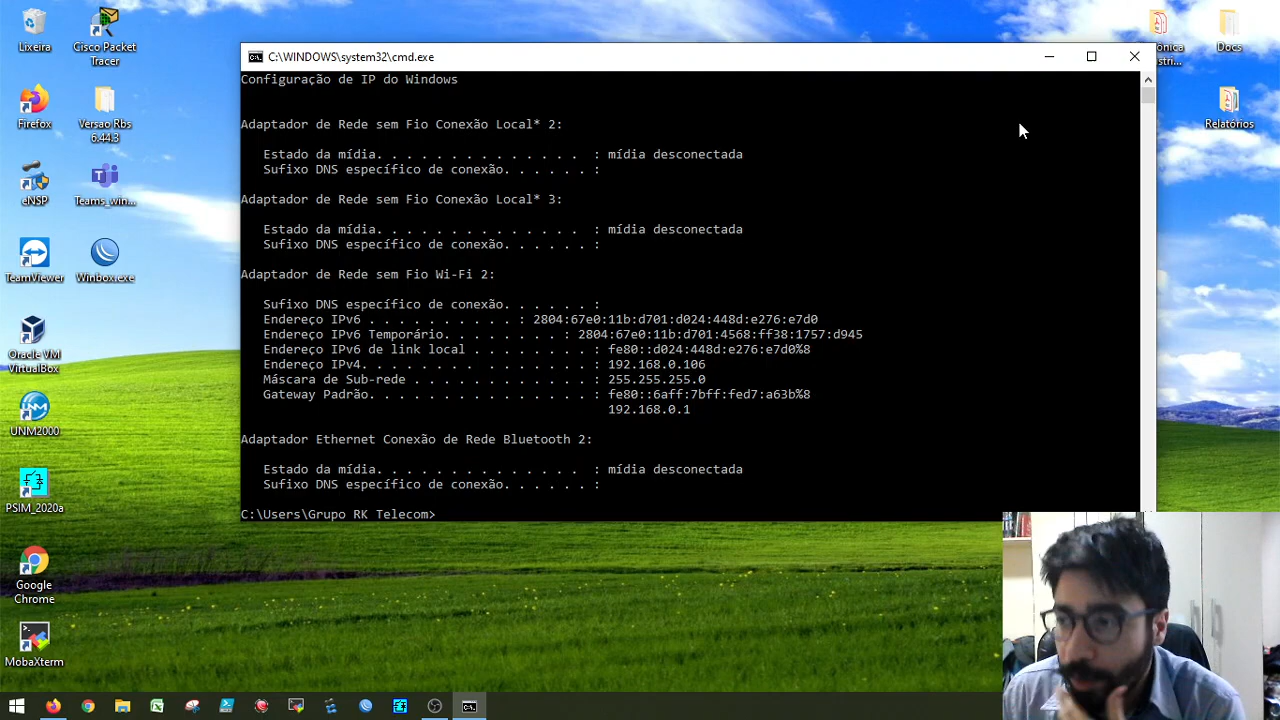 Lixeira
Cisco Packet
Tracer
Firefox
Versao Rbs
6.44.3
eNSP
Teams_win...
TeamViewer
Winbox.exe
Oracle VM
VirtualBox
UNM2000
PSIM_2020a
Google
Chrome
MobaXterm
C:\WINDOWS\system32\cmd.exe
Configuração de IP do Windows
Adaptador de Rede sem Fio Conexão Local* 2:
Estado da mídia. . . . . . . . . . . . . . : mídia desconectada
Sufixo DNS específico de conexão. . . . . . :
Adaptador de Rede sem Fio Conexão Local* 3:
Estado da mídia. . . . . . . . . . . . . . : mídia desconectada
Sufixo DNS específico de conexão. . . . . . :
Adaptador de Rede sem Fio Wi-Fi 2:
Sufixo DNS específico de conexão. . . . . . :
Endereço IPv6 . . . . . . . . . . : 2804:67e0:11b:d701:d024:448d:e276:e7d0
Endereço IPv6 Temporário. . . . . . . . : 2804:67e0:11b:d701:4568:ff38:1757:d945
Endereço IPv6 de link local . . . . . . . . : fe80::d024:448d:e276:e7d0%8
Endereço IPv4. . . . . . . . . . . . . . . : 192.168.0.106
Máscara de Sub-rede . . . . . . . . . . . . : 255.255.255.0
Gateway Padrão. . . . . . . . . . . . . . . : fe80::6aff:7bff:fed7:a63b%8
192.168.0.1
Adaptador Ethernet Conexão de Rede Bluetooth 2:
Estado da mídia. . . . . . . . . . . . . . : mídia desconectada
Sufixo DNS específico de conexão. . . . . . :
C:\Users\Grupo RK Telecom>
Docs
Relatórios